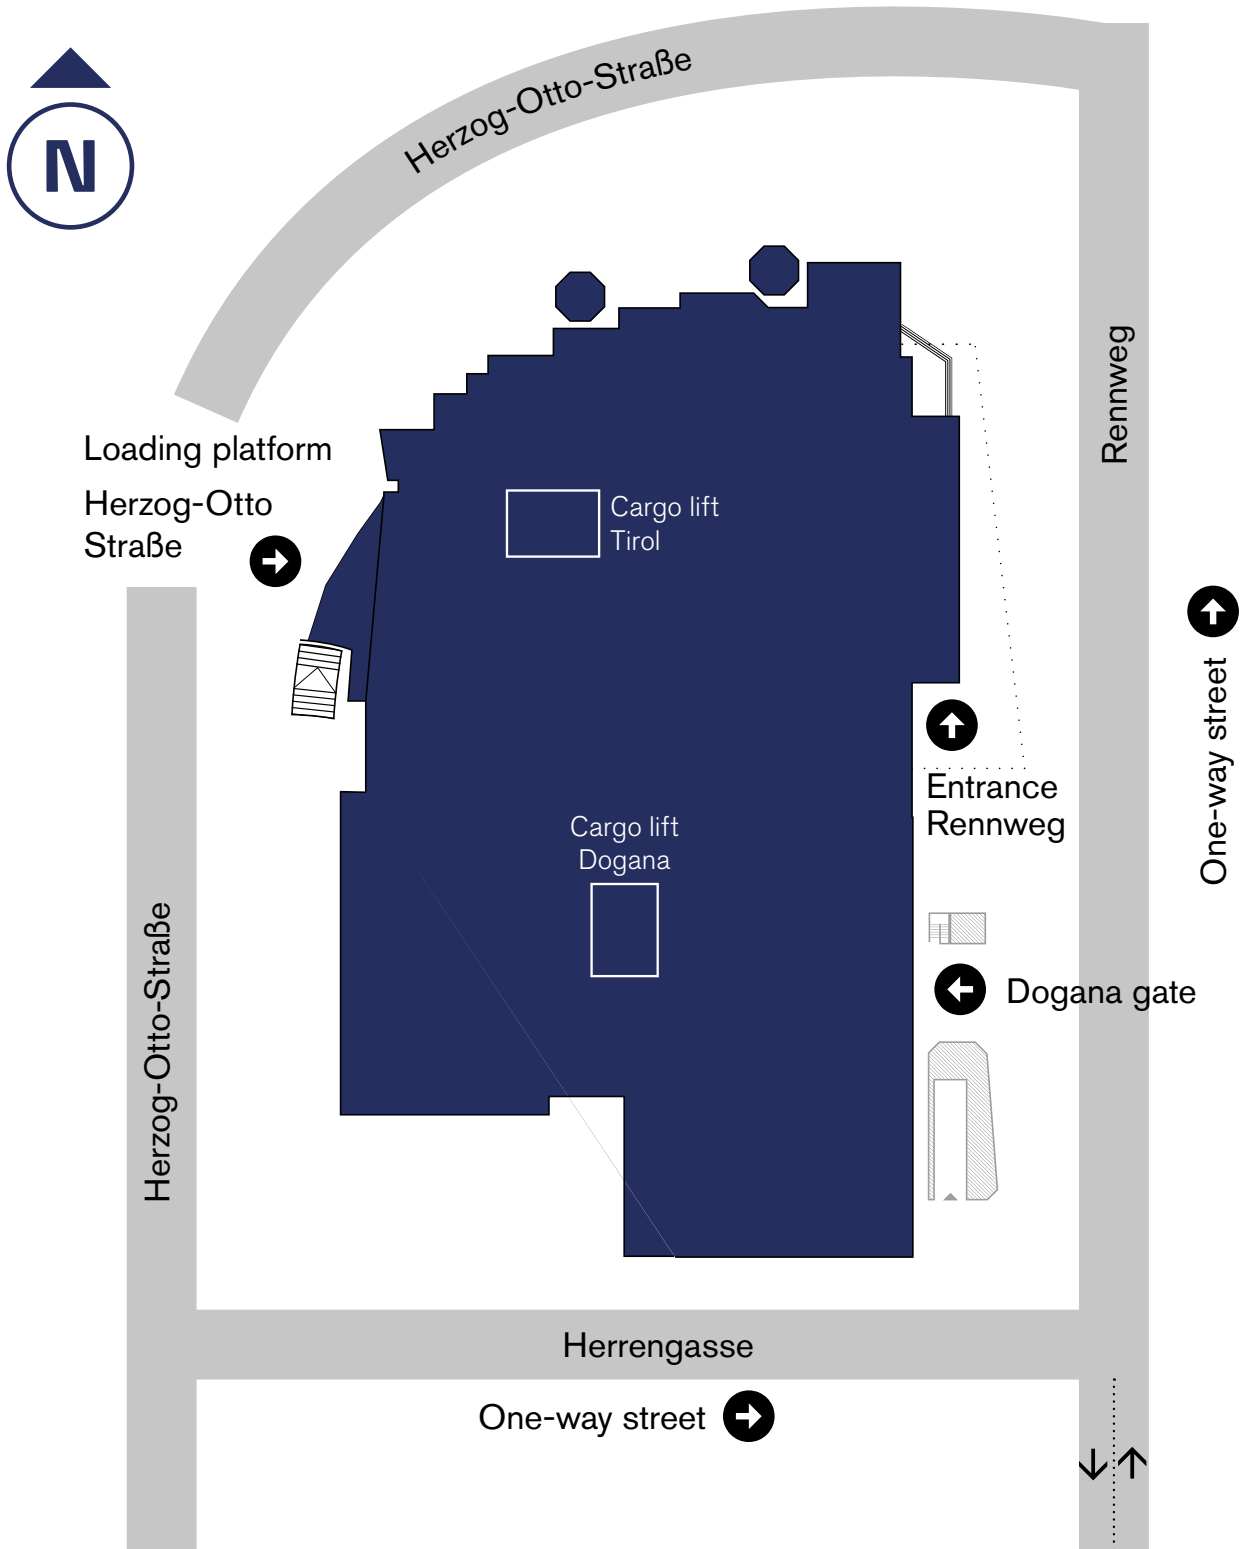 Herzog-Otto-Straße
N
Rennweg
Loading platform
Herzog-Otto
Straße
Cargo lift
Tirol
One-way street
Entrance
Rennweg
Cargo lift
Dogana
Herzog-Otto-Straße
Dogana gate
Herrengasse
One-way street